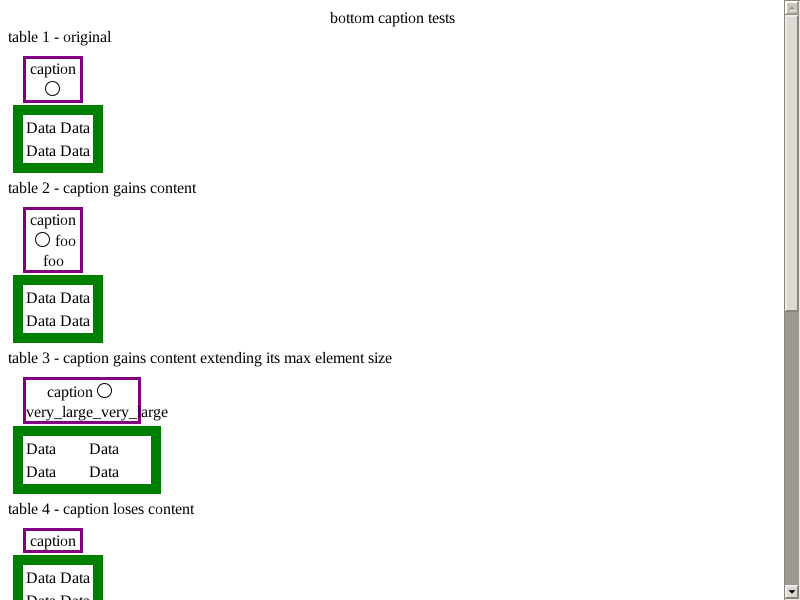 bottom caption tests
table 1 - original
caption
Data Data
Data Data
table 2 - caption gains content
caption
foo
foo
Data Data
Data Data
table 3 - caption gains content extending its max element size
caption
very_large_very_large
Data Data
Data Data
table 4 - caption loses content
caption
Data Data
Data Data